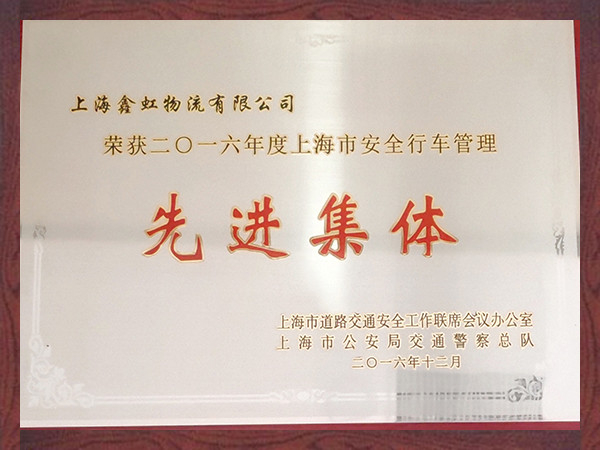 上海鑫虹物流有限公司
荣获二〇一六年度上海市安全行车管理
先进集体
上海市道路交通安全工作联席会议办公室
上海市公安局交通警察总队
二〇一六年十二月